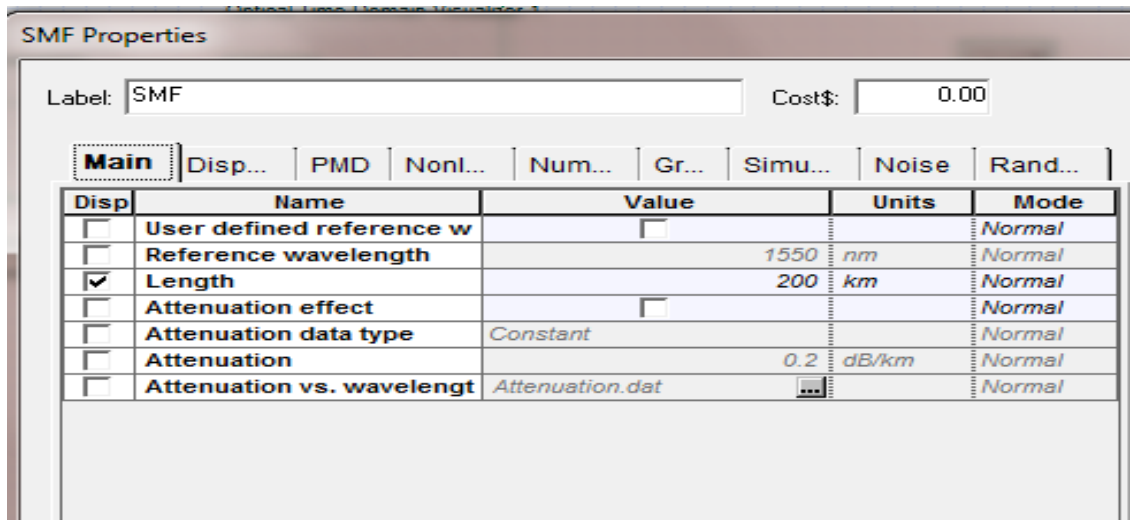 SMF Properties
Label: SMF Cost$: 0.00
Main Disp... PMD Nonl... Num... Gr... Simu... Noise Rand...
Disp Name Value Units Mode
User defined reference w Normal
Reference wavelength 1550 nm Normal
Length 200 km Normal
Attenuation effect Normal
Attenuation data type Constant Normal
Attenuation 0.2 dB/km Normal
Attenuation vs. wavelengt Attenuation.dat ... Normal